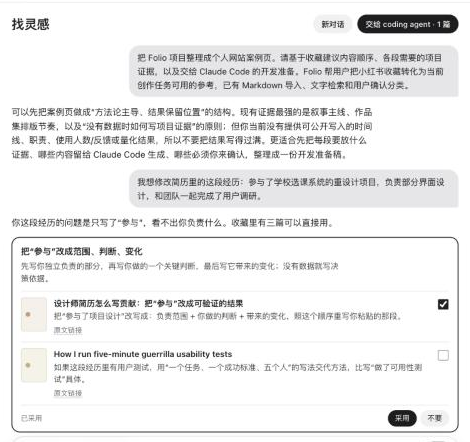 找灵感
新对话
交给 coding agent · 1 篇
把 Folio 项目整理成个人网站案例页。请基于收藏建议内容顺序、各段需要的项目
证据，以及交给 Claude Code 的开发准备。Folio 帮用户把小红书收藏转化为当前
创作任务可用的参考，已有 Markdown 导入、文字检索和用户确认分类。
可以先把案例页做成“方法论主导、结果保留位置”的结构。现有证据最强的是叙事主线、作品
集排版节奏，以及“没有数据时如何写项目证据”的原则；但你当前没有提供可公开写入的时间
线、职责、使用人数/反馈或量化结果，所以不要把结果写得过满。更适合先把每段要放什么
证据、哪些内容留给 Claude Code 生成、哪些必须你来确认，整理成一份开发准备稿。
我想修改简历里的这段经历：参与了学校选课系统的重设计项目，负责部分界面设
计，和团队一起完成了用户调研。
你这段经历的问题是只写了“参与”，看不出你负责什么。收藏里有三篇可以直接用。
把“参与”改成范围、判断、变化
先写你独立负责的部分，再写你做的一个关键判断，最后写它带来的变化；没有数据就写决
策依据。
设计师简历怎么写贡献：把“参与”改成可验证的结果
把“参与了项目设计”改写成：负责范围 + 你做的判断 + 带来的变化，照这个顺序重写你粘贴的那段。
原文链接
How I run five-minute guerrilla usability tests
如果这段经历里有用户测试，用“一个任务、一个成功标准、五个人”的写法交代方法，比写“做了可用性测
试”具体。
原文链接
已采用
采用
不要